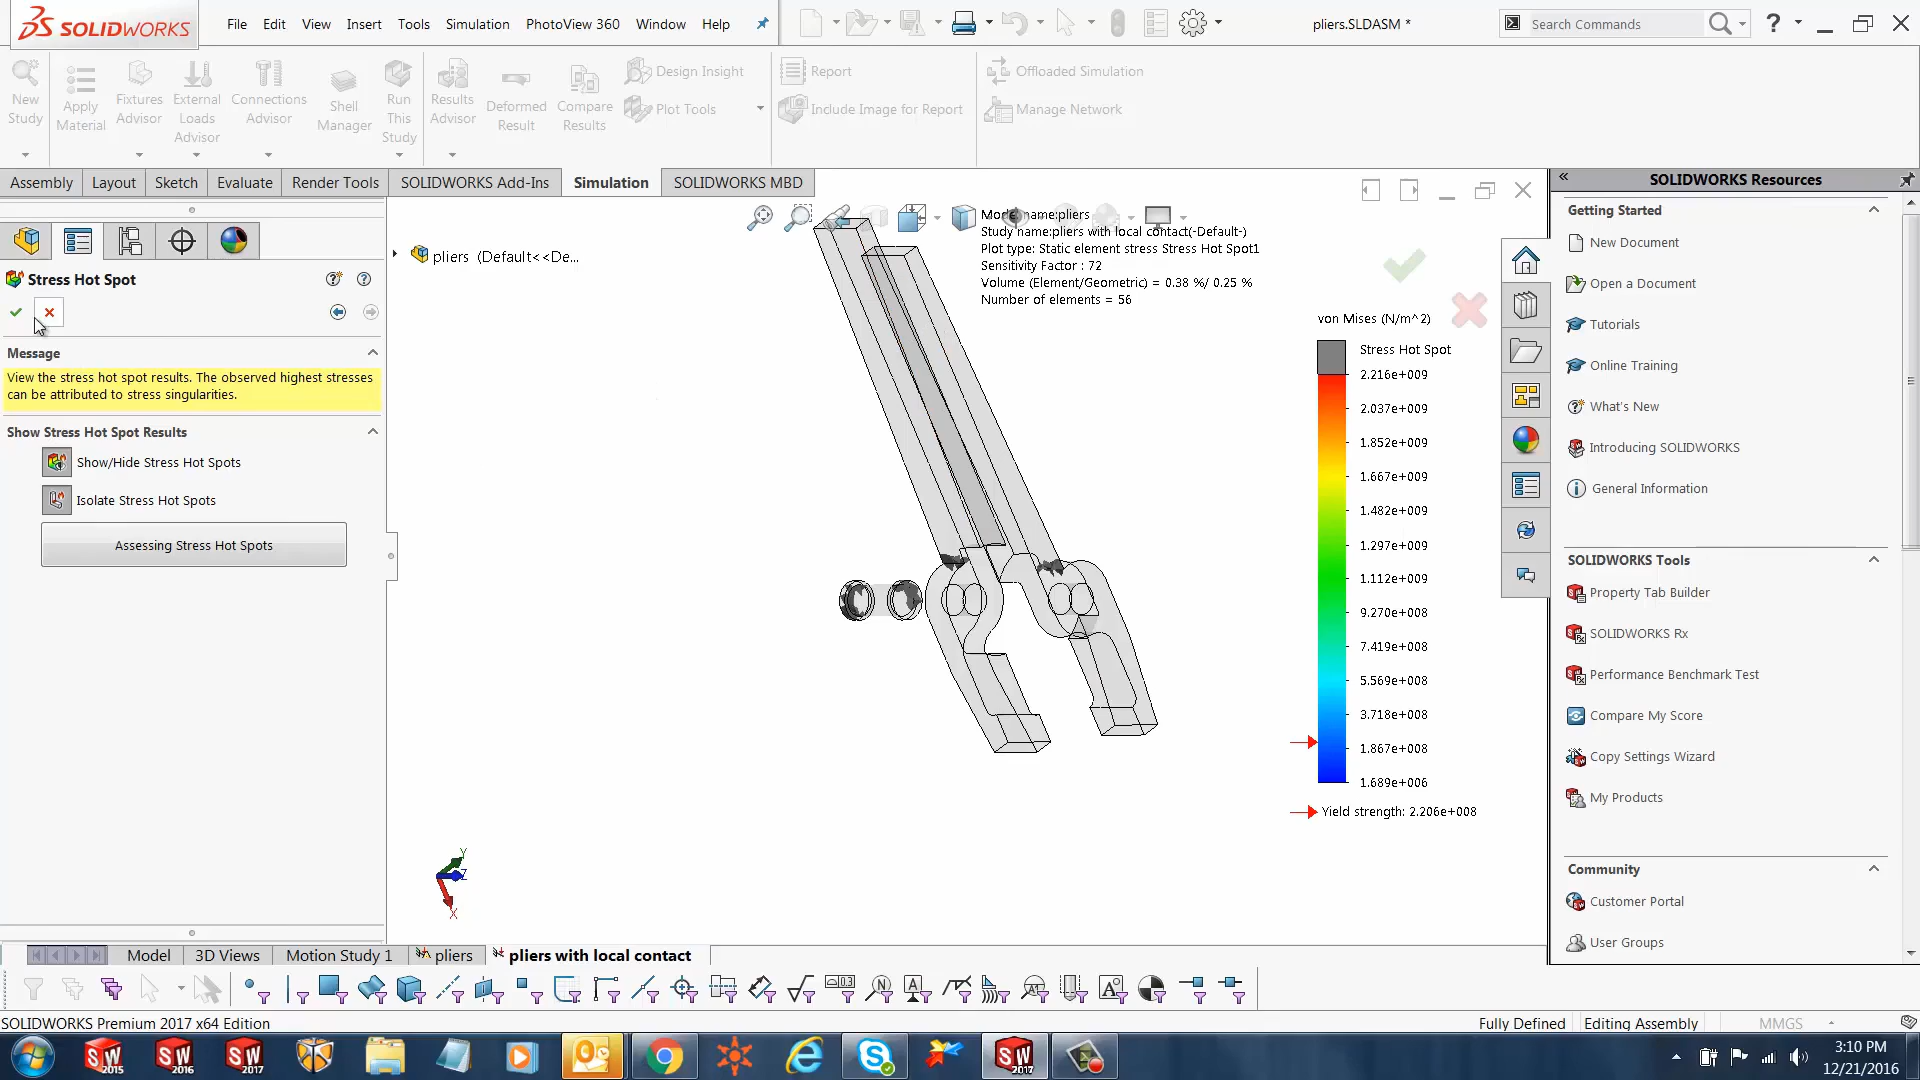 SOLIDWORKS
File
Edit
View
Insert
Tools
Simulation
PhotoView 360
Window
Help
pliers.SLDASM *
Search Commands
?
New
Study
Apply
Material
Fixtures
Advisor
External
Loads
Advisor
Connections
Advisor
Shell
Manager
Run
This
Study
Results
Advisor
Deformed
Result
Compare
Results
Design Insight
Plot Tools
Report
Include Image for Report
Offloaded Simulation
Manage Network
Assembly
Layout
Sketch
Evaluate
Render Tools
SOLIDWORKS Add-Ins
Simulation
SOLIDWORKS MBD
Stress Hot Spot
Message
View the stress hot spot results. The observed highest stresses
can be attributed to stress singularities.
Show Stress Hot Spot Results
Show/Hide Stress Hot Spots
Isolate Stress Hot Spots
Assessing Stress Hot Spots
pliers (Default<<De...
Model name:pliers
Study name:pliers with local contact(-Default-)
Plot type: Static element stress Stress Hot Spot1
Sensitivity Factor : 72
Volume (Element/Geometric) = 0.38 %/ 0.25 %
Number of elements = 56
von Mises (N/m^2)
Stress Hot Spot
2.216e+009
2.037e+009
1.852e+009
1.667e+009
1.482e+009
1.297e+009
1.112e+009
9.270e+008
7.419e+008
5.569e+008
3.718e+008
1.867e+008
1.689e+006
Yield strength: 2.206e+008
Y
Z
X
SOLIDWORKS Resources
Getting Started
New Document
Open a Document
Tutorials
Online Training
What's New
Introducing SOLIDWORKS
General Information
SOLIDWORKS Tools
Property Tab Builder
SOLIDWORKS Rx
Performance Benchmark Test
Compare My Score
Copy Settings Wizard
My Products
Community
Customer Portal
User Groups
Model
3D Views
Motion Study 1
pliers
pliers with local contact
SOLIDWORKS Premium 2017 x64 Edition
Fully Defined
Editing Assembly
MMGS
SW 2015
SW 2016
SW 2017
SW 2017
3:10 PM
12/21/2016